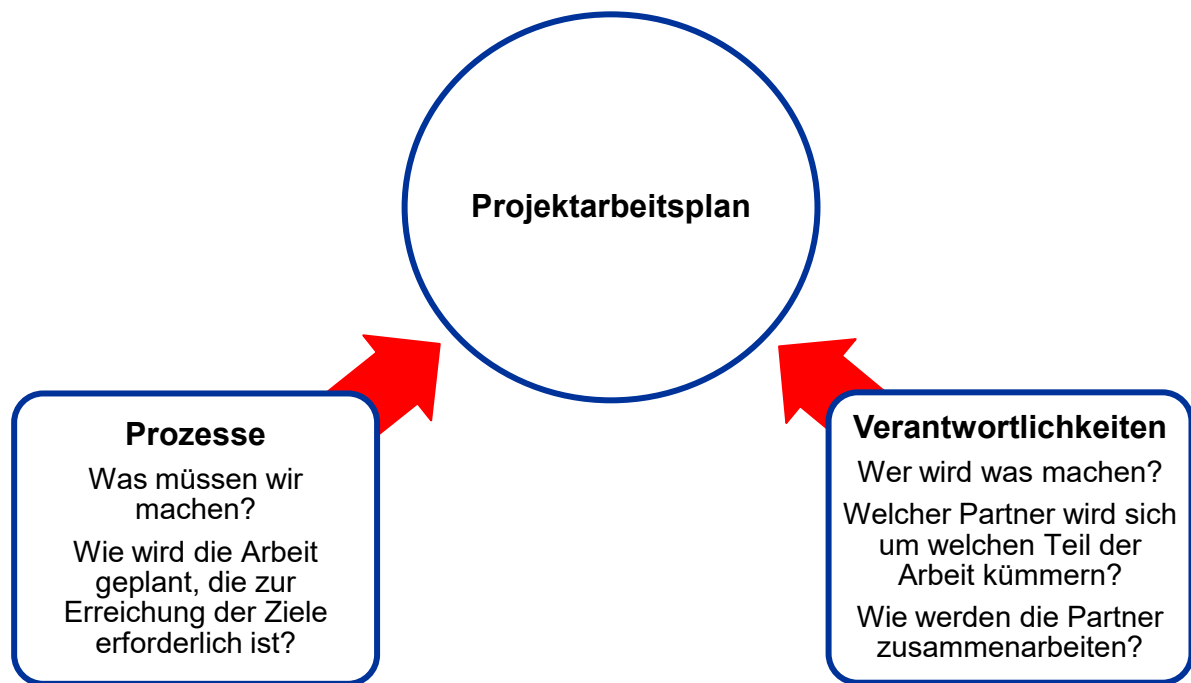 Projektarbeitsplan
Prozesse
Was müssen wir
machen?
Wie wird die Arbeit
geplant, die zur
Erreichung der Ziele
erforderlich ist?
Verantwortlichkeiten
Wer wird was machen?
Welcher Partner wird sich
um welchen Teil der
Arbeit kümmern?
Wie werden die Partner
zusammenarbeiten?